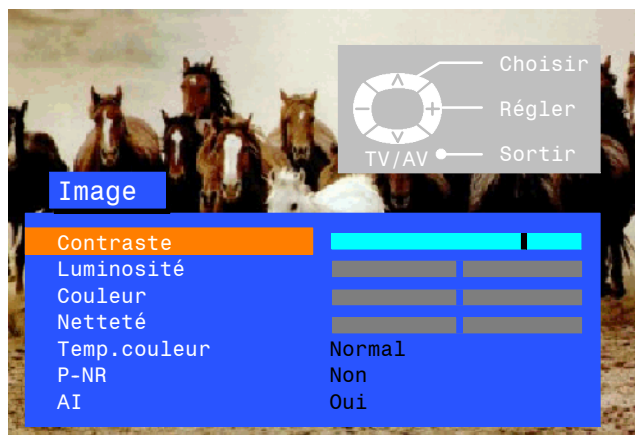 Choisir
Régler
TV/AV Sortir
Image
Contraste
Luminosité
Couleur
Netteté
Temp.couleur Normal
P-NR Non
AI Oui